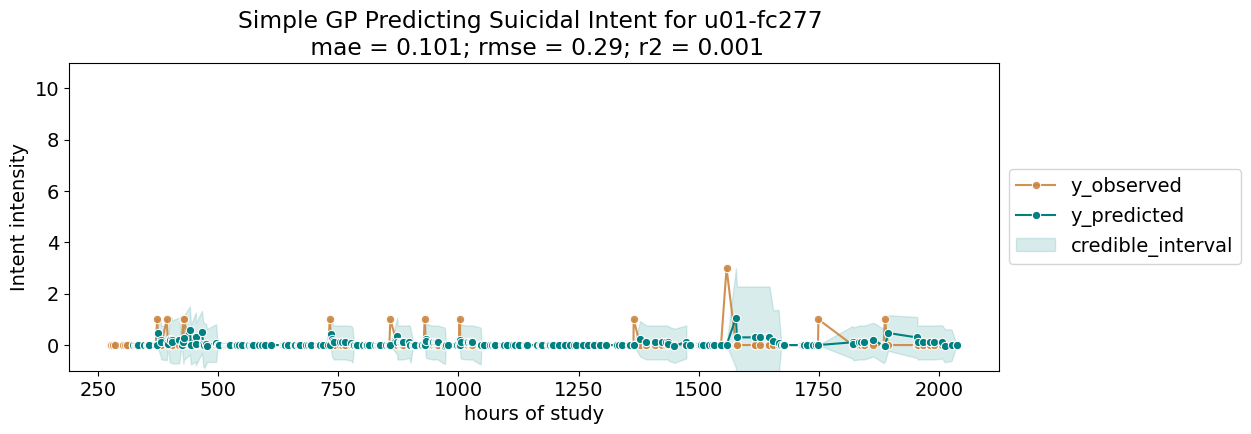 Simple GP Predicting Suicidal Intent for u01-fc277
mae = 0.101; rmse = 0.29; r2 = 0.001
Intent intensity
10
8
6
4
2
0
250 500 750 1000 1250 1500 1750 2000
hours of study
y_observed
y_predicted
credible_interval